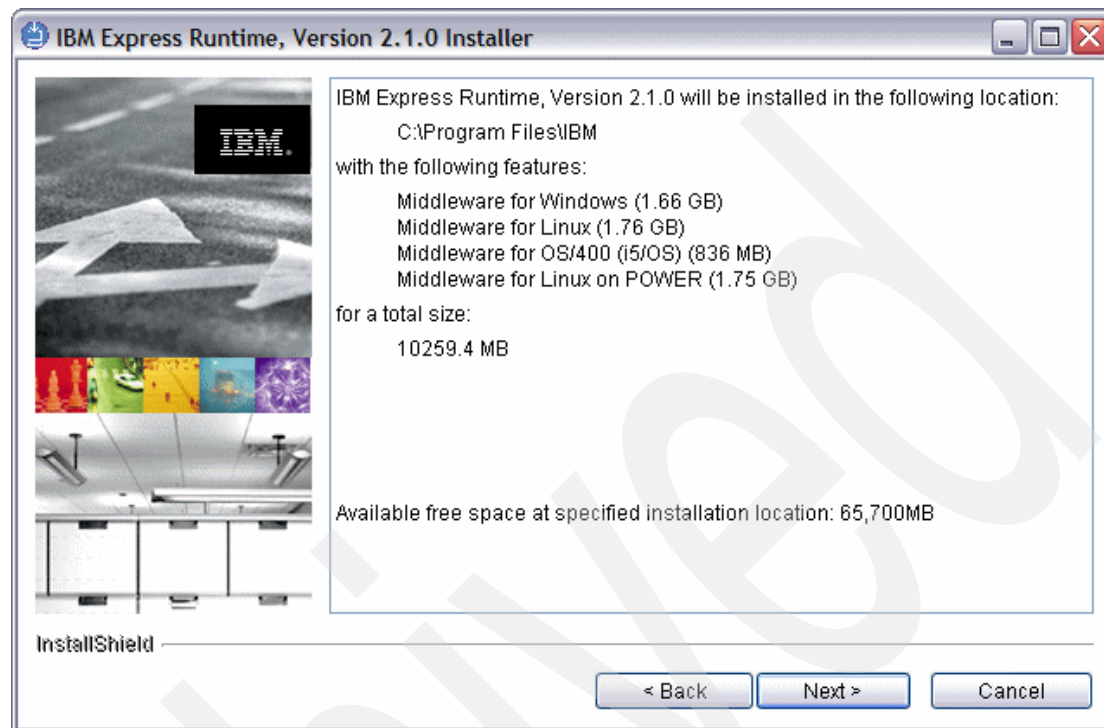 IBM Express Runtime, Version 2.1.0 Installer
IBM.
IBM Express Runtime, Version 2.1.0 will be installed in the following location:
C:\Program Files\IBM
with the following features:
Middleware for Windows (1.66 GB)
Middleware for Linux (1.76 GB)
Middleware for OS/400 (i5/OS) (836 MB)
Middleware for Linux on POWER (1.75 GB)
for a total size:
10259.4 MB
Available free space at specified installation location: 65,700MB
InstallShield
< Back
Next >
Cancel